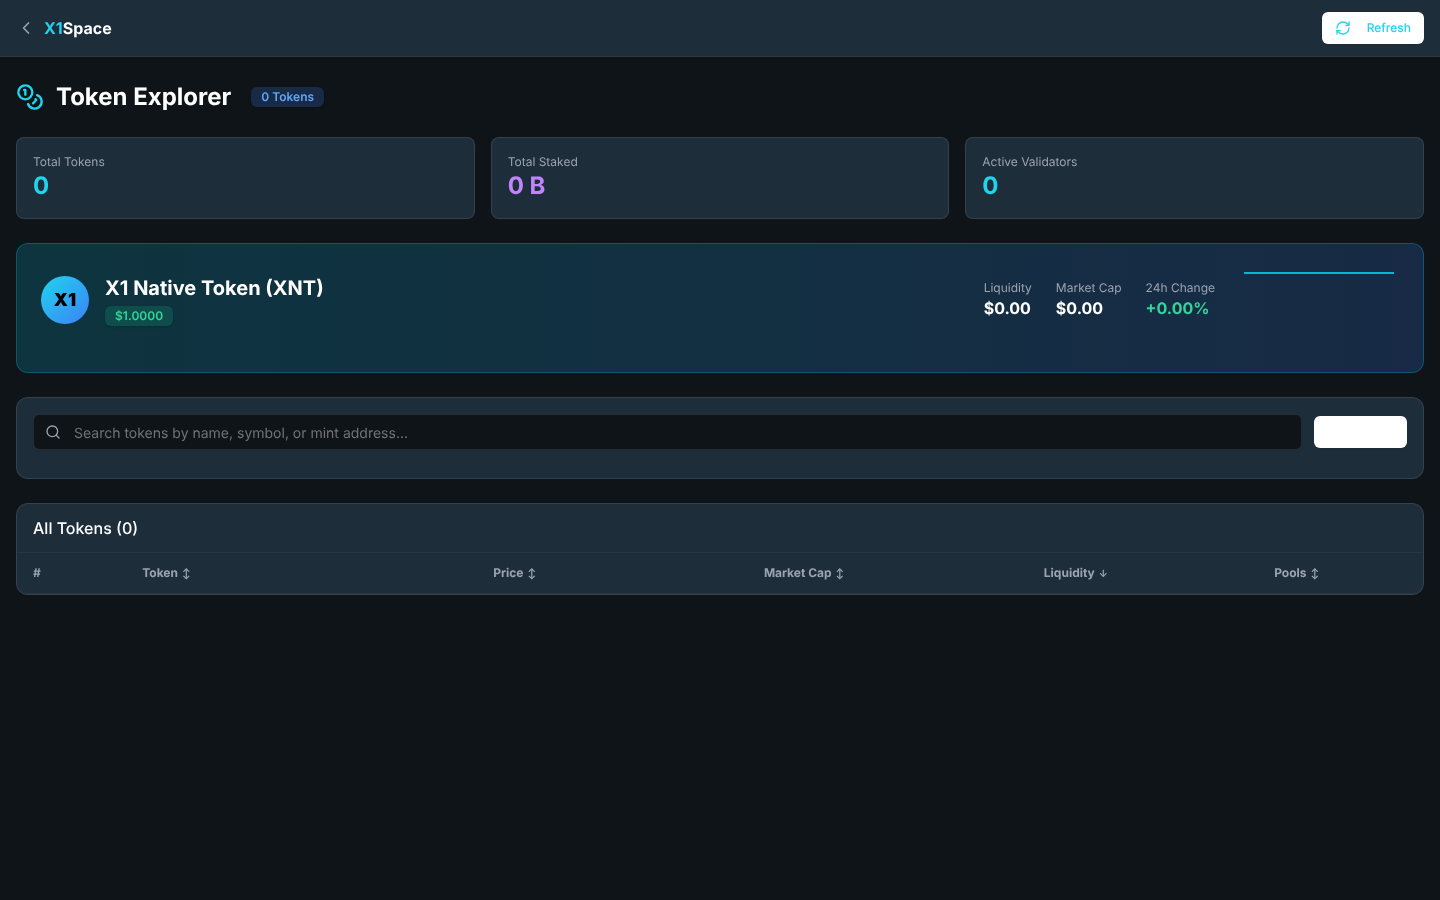 X1Space
Refresh
Token Explorer
0 Tokens
Total Tokens
0
Total Staked
0 B
Active Validators
0
X1
X1 Native Token (XNT)
$1.0000
Liquidity
$0.00
Market Cap
$0.00
24h Change
+0.00%
Search tokens by name, symbol, or mint address...
All Tokens (0)
# Token Price Market Cap Liquidity Pools